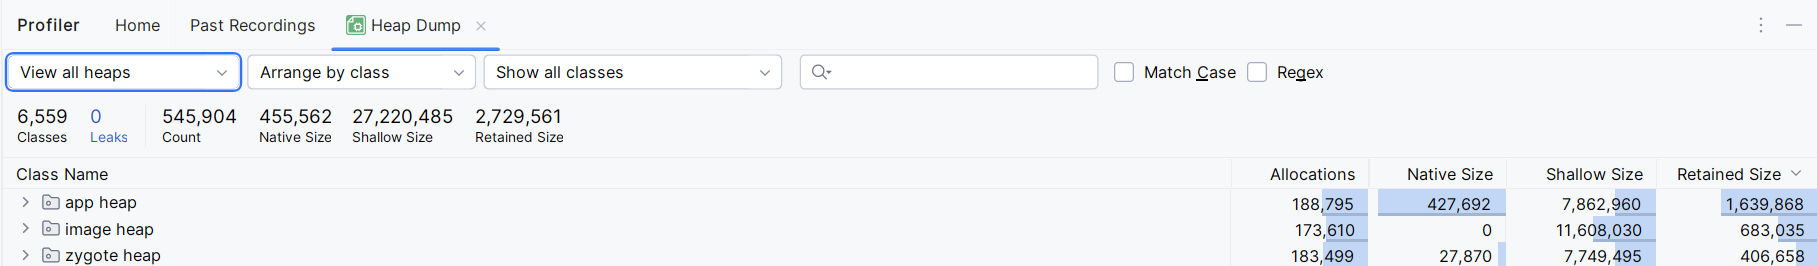 Profiler Home Past Recordings Heap Dump
View all heaps Arrange by class Show all classes Match Case Regex
6,559 0 545,904 455,562 27,220,485 2,729,561
Classes Leaks Count Native Size Shallow Size Retained Size
Class Name Allocations Native Size Shallow Size Retained Size
app heap 188,795 427,692 7,862,960 1,639,868
image heap 173,610 0 11,608,030 683,035
zygote heap 183,499 27,870 7,749,495 406,658